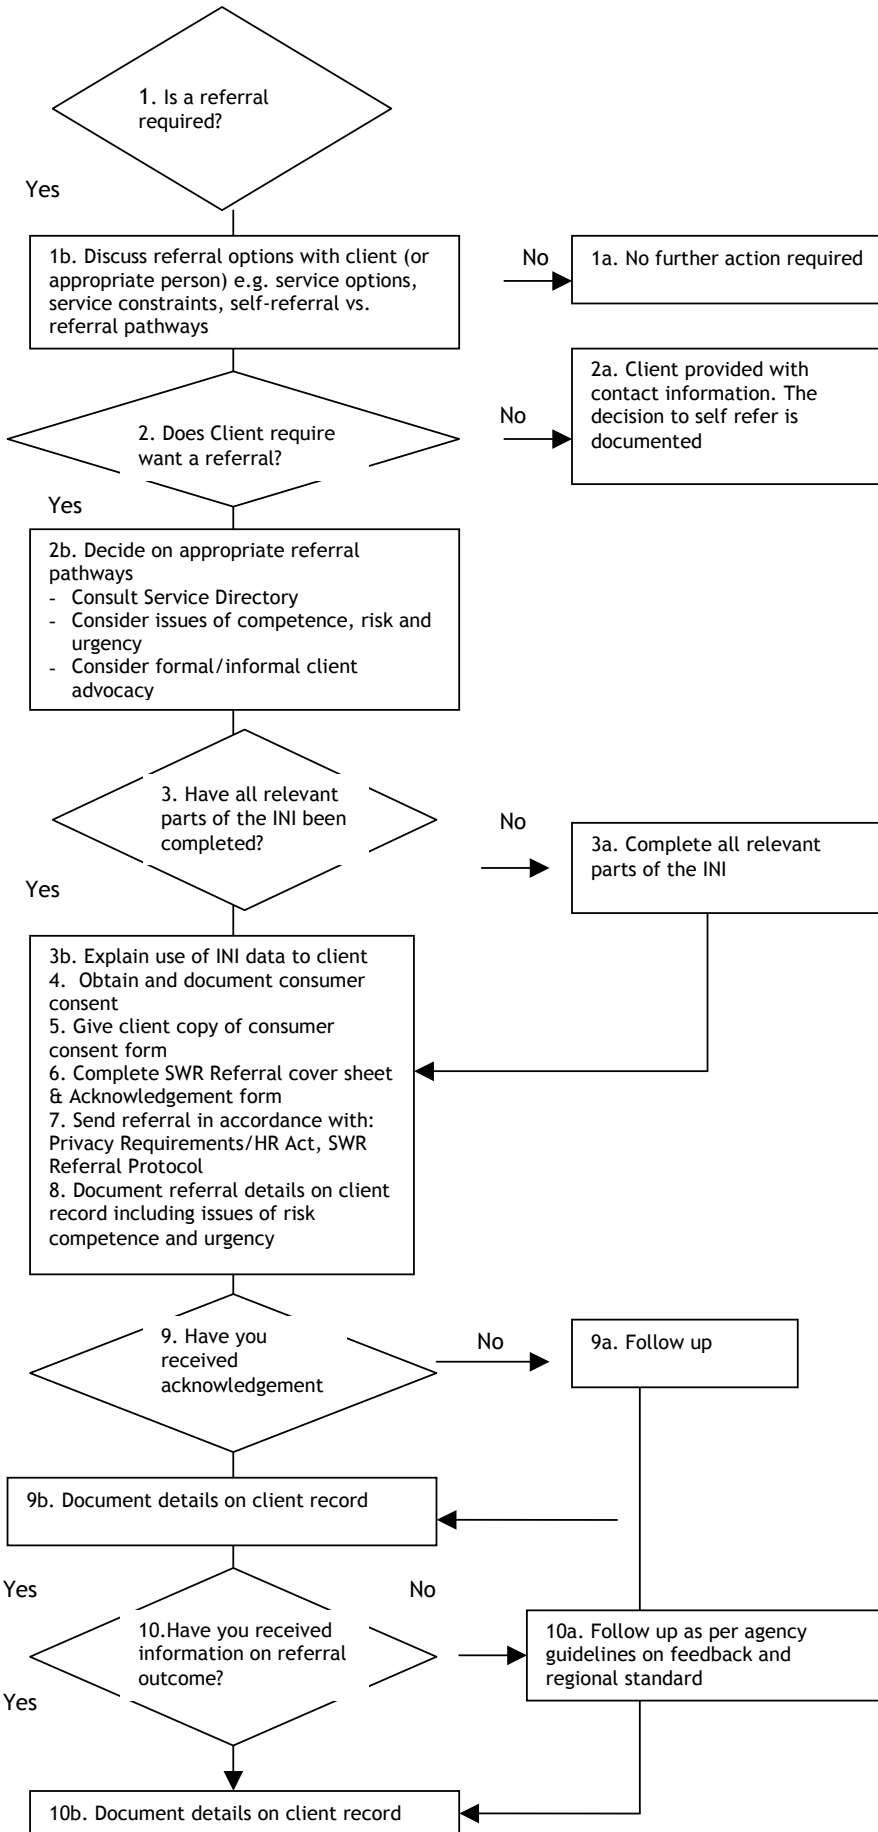 1. Is a referral
required?
Yes
1b. Discuss referral options with client (or
appropriate person) e.g. service options,
service constraints, self-referral vs.
referral pathways
No
1a. No further action required
2. Does Client require
want a referral?
No
2a. Client provided with
contact information. The
decision to self refer is
documented
Yes
2b. Decide on appropriate referral
pathways
- Consult Service Directory
- Consider issues of competence, risk and
urgency
- Consider formal/informal client
advocacy
3. Have all relevant
parts of the INI been
completed?
No
3a. Complete all relevant
parts of the INI
Yes
3b. Explain use of INI data to client
4. Obtain and document consumer
consent
5. Give client copy of consumer
consent form
6. Complete SWR Referral cover sheet
& Acknowledgement form
7. Send referral in accordance with:
Privacy Requirements/HR Act, SWR
Referral Protocol
8. Document referral details on client
record including issues of risk
competence and urgency
9. Have you
received
acknowledgement
No
9a. Follow up
9b. Document details on client record
Yes
No
10.Have you received
information on referral
outcome?
10a. Follow up as per agency
guidelines on feedback and
regional standard
Yes
10b. Document details on client record